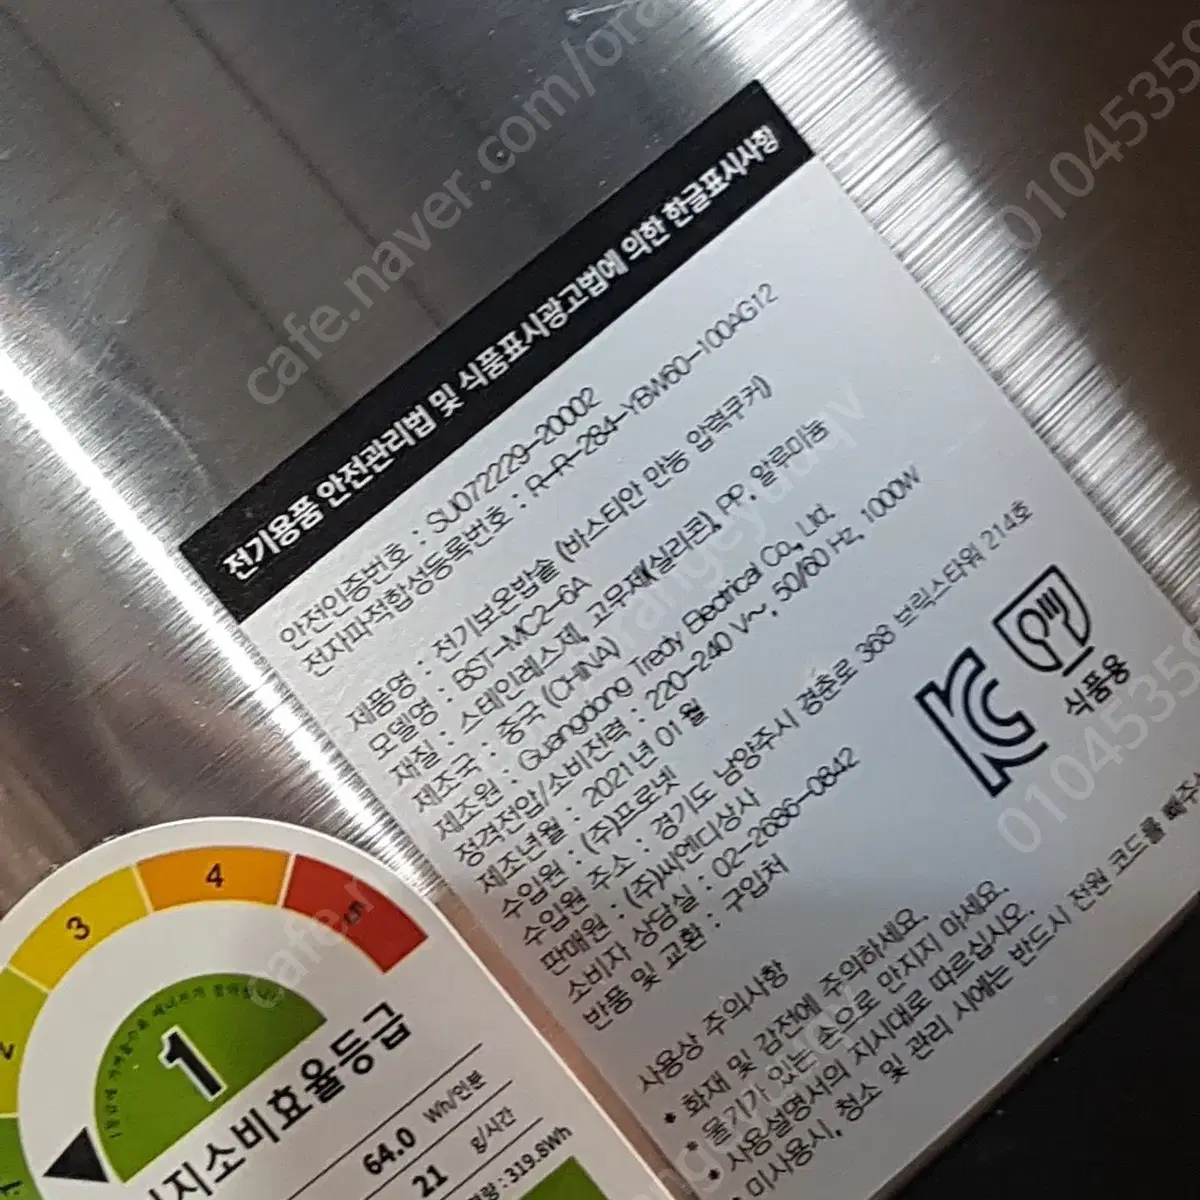 전기용품 안전관리법 및 식품표시광고법에 의한 한글표시사항
안전인증번호 : SU072229-20002
전자파적합성등록번호 : R-R-284-YBW60-100AG12
제품명 : 전기보온밥솥 (바스티안 만능 압력쿠커)
모델명 : BST-MC2-6A
재질 : 스테인레스제, 고무제(실리콘), PP, 알루미늄
제조국 : 중국 (CHINA)
제조원 : Guangdong Tredy Electrical Co., Ltd.
정격전압/소비전력 : 220-240 V~, 50/60 Hz, 1000W
제조년월 : 2021년 01월
수입원 : (주)프로넷
수입원 주소 : 경기도 남양주시 경춘로 368 브릭스타워 214호
판매원 : (주)씨엔디상사
소비자 상담실 : 02-2686-0842
반품 및 교환 : 구입처
식품용
사용상 주의사항
* 화재 및 감전에 주의하세요.
* 물기가 있는 손으로 만지지 마세요.
* 사용설명서의 지시대로 따르십시오.
* 미사용시, 청소 및 관리 시에는 반드시 전원 코드를 빼주
1
2
3
4
5
1
지소비효율등급
64.0 Wh/인분
21 g/시간
: 319.8Wh
cafe.naver.com/orangeyuqv
cafe.naver.com/orangeyuqv
0104535
0104535